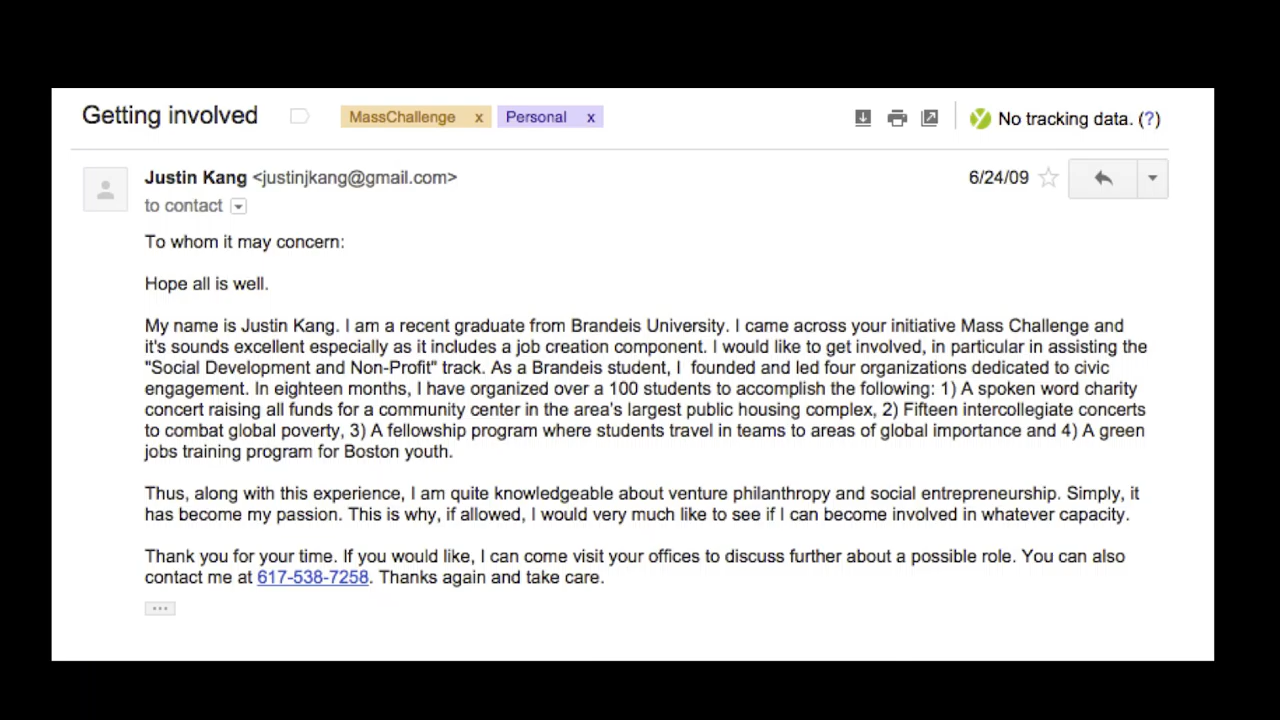 Getting involved MassChallenge x Personal x No tracking data. (?)
Justin Kang <justinjkang@gmail.com> 6/24/09
to contact
To whom it may concern:
Hope all is well.
My name is Justin Kang. I am a recent graduate from Brandeis University. I came across your initiative Mass Challenge and
it's sounds excellent especially as it includes a job creation component. I would like to get involved, in particular in assisting the
"Social Development and Non-Profit" track. As a Brandeis student, I founded and led four organizations dedicated to civic
engagement. In eighteen months, I have organized over a 100 students to accomplish the following: 1) A spoken word charity
concert raising all funds for a community center in the area's largest public housing complex, 2) Fifteen intercollegiate concerts
to combat global poverty, 3) A fellowship program where students travel in teams to areas of global importance and 4) A green
jobs training program for Boston youth.
Thus, along with this experience, I am quite knowledgeable about venture philanthropy and social entrepreneurship. Simply, it
has become my passion. This is why, if allowed, I would very much like to see if I can become involved in whatever capacity.
Thank you for your time. If you would like, I can come visit your offices to discuss further about a possible role. You can also
contact me at 617-538-7258. Thanks again and take care.